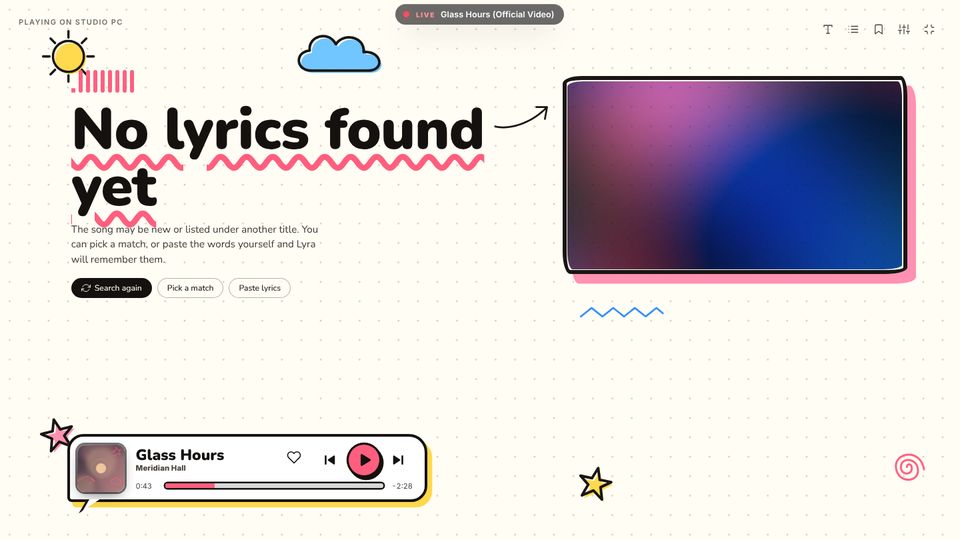 PLAYING ON STUDIO PC
LIVE Glass Hours (Official Video)
No lyrics found
yet
The song may be new or listed under another title. You
can pick a match, or paste the words yourself and Lyra
will remember them.
Search again
Pick a match
Paste lyrics
Glass Hours
Meridian Hall
0:43
-2:28